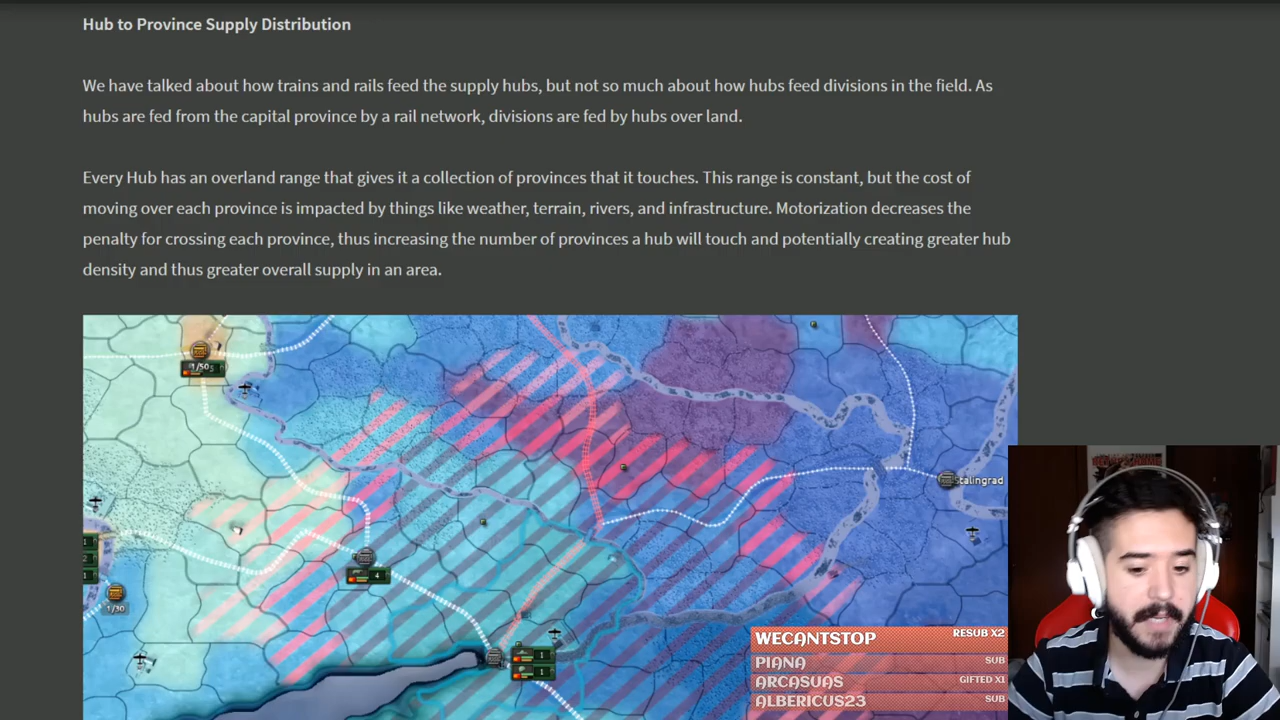 Hub to Province Supply Distribution
We have talked about how trains and rails feed the supply hubs, but not so much about how hubs feed divisions in the field. As
hubs are fed from the capital province by a rail network, divisions are fed by hubs over land.
Every Hub has an overland range that gives it a collection of provinces that it touches. This range is constant, but the cost of
moving over each province is impacted by things like weather, terrain, rivers, and infrastructure. Motorization decreases the
penalty for crossing each province, thus increasing the number of provinces a hub will touch and potentially creating greater hub
density and thus greater overall supply in an area.
4
Stalingrad
1/30
1
1
WECANTSTOP RESUB X2
PIANA SUB
ARCASUAS GIFTED X1
ALBERICUS23 SUB